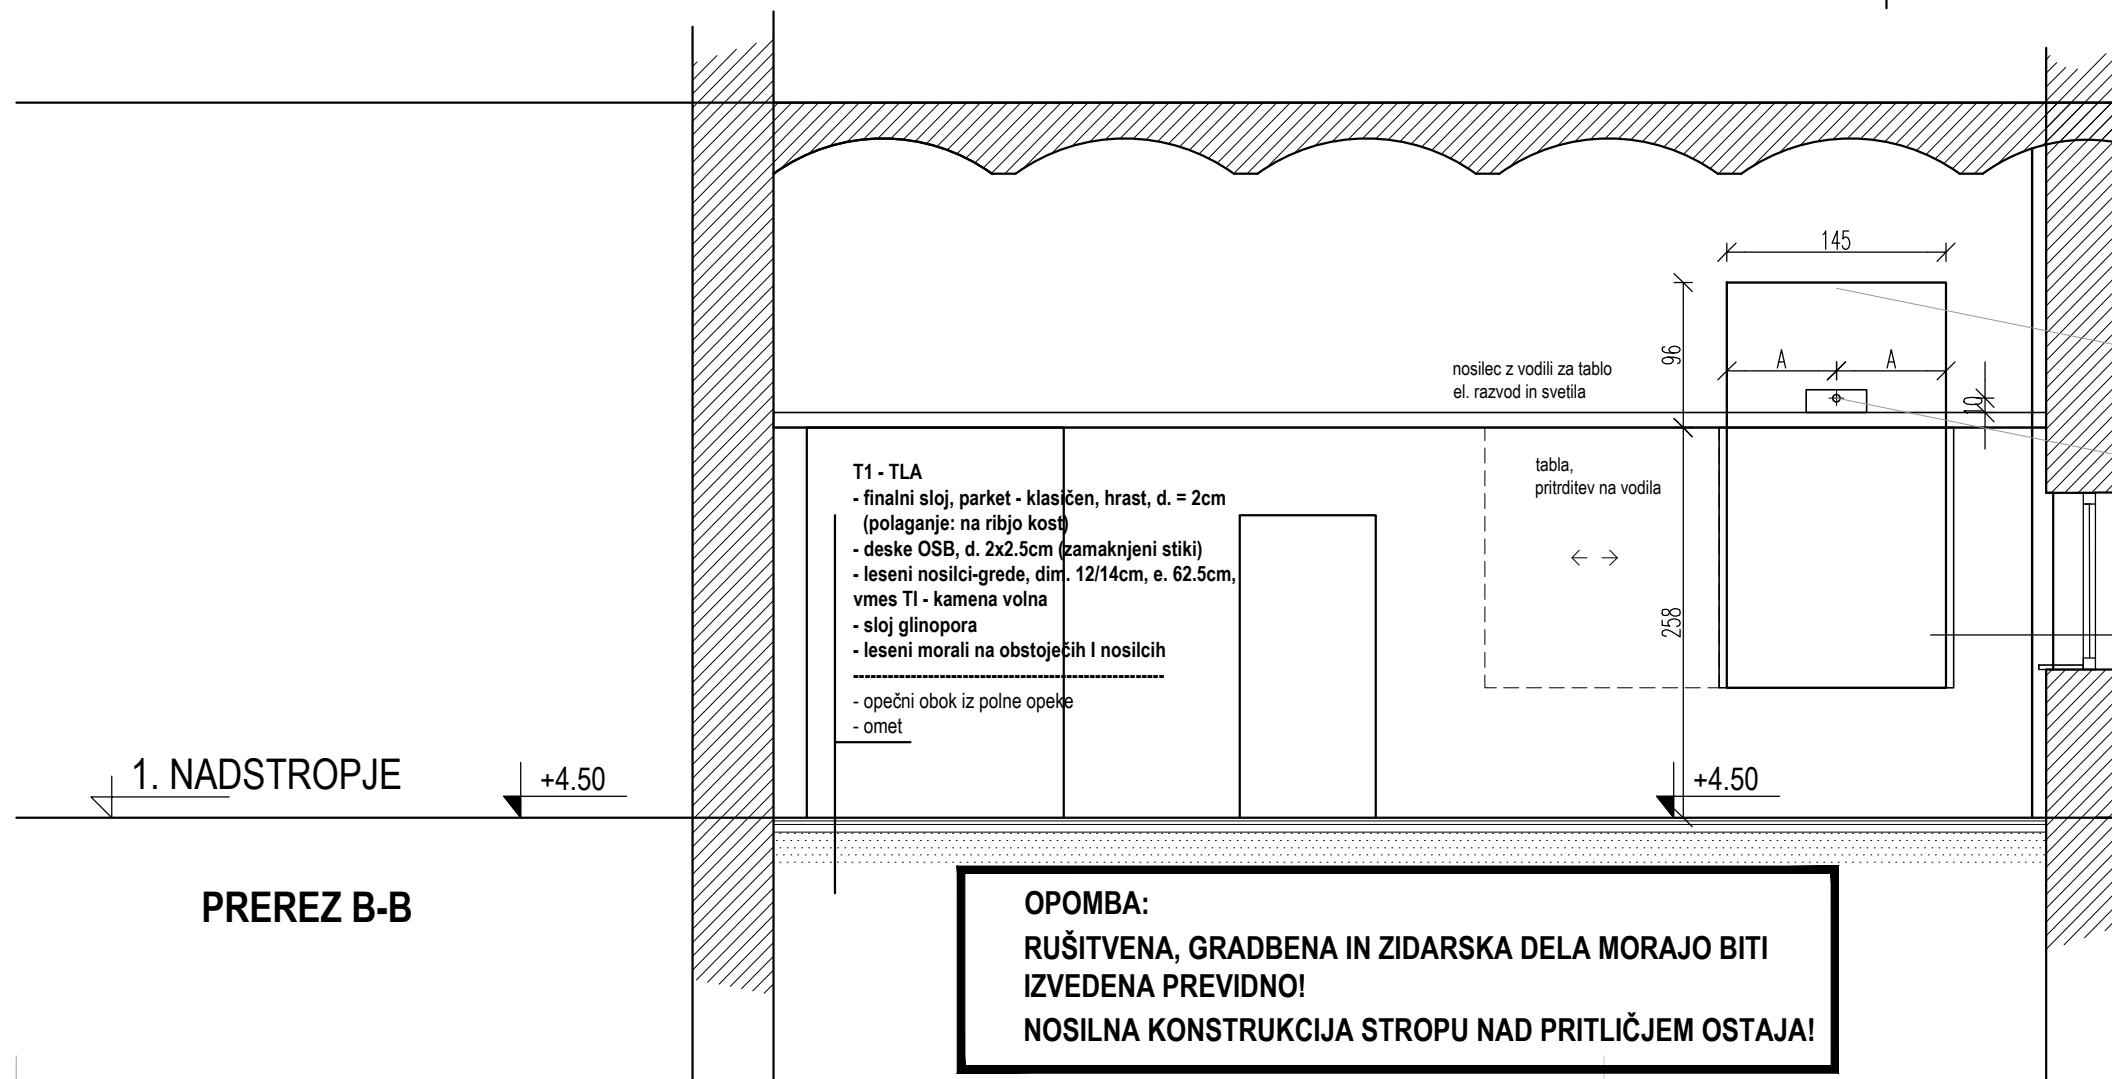 145
96
A
A
10
nosilec z vodili za tablo
el. razvod in svetila
T1 - TLA
- finalni sloj, parket - klasičen, hrast, d. = 2cm
(polaganje: na ribjo kost)
- deske OSB, d. 2x2.5cm (zamaknjeni stiki)
- leseni nosilci-grede, dim. 12/14cm, e. 62.5cm,
vmes TI - kamena volna
- sloj glinopora
- leseni morali na obstoječih I nosilcih
- opečni obok iz polne opeke
- omet
tabla,
pritrditev na vodila
258
1. NADSTROPJE
+4.50
+4.50
PREREZ B-B
OPOMBA:
RUŠITVENA, GRADBENA IN ZIDARSKA DELA MORAJO BITI
IZVEDENA PREVIDNO!
NOSILNA KONSTRUKCIJA STROPU NAD PRITLIČJEM OSTAJA!